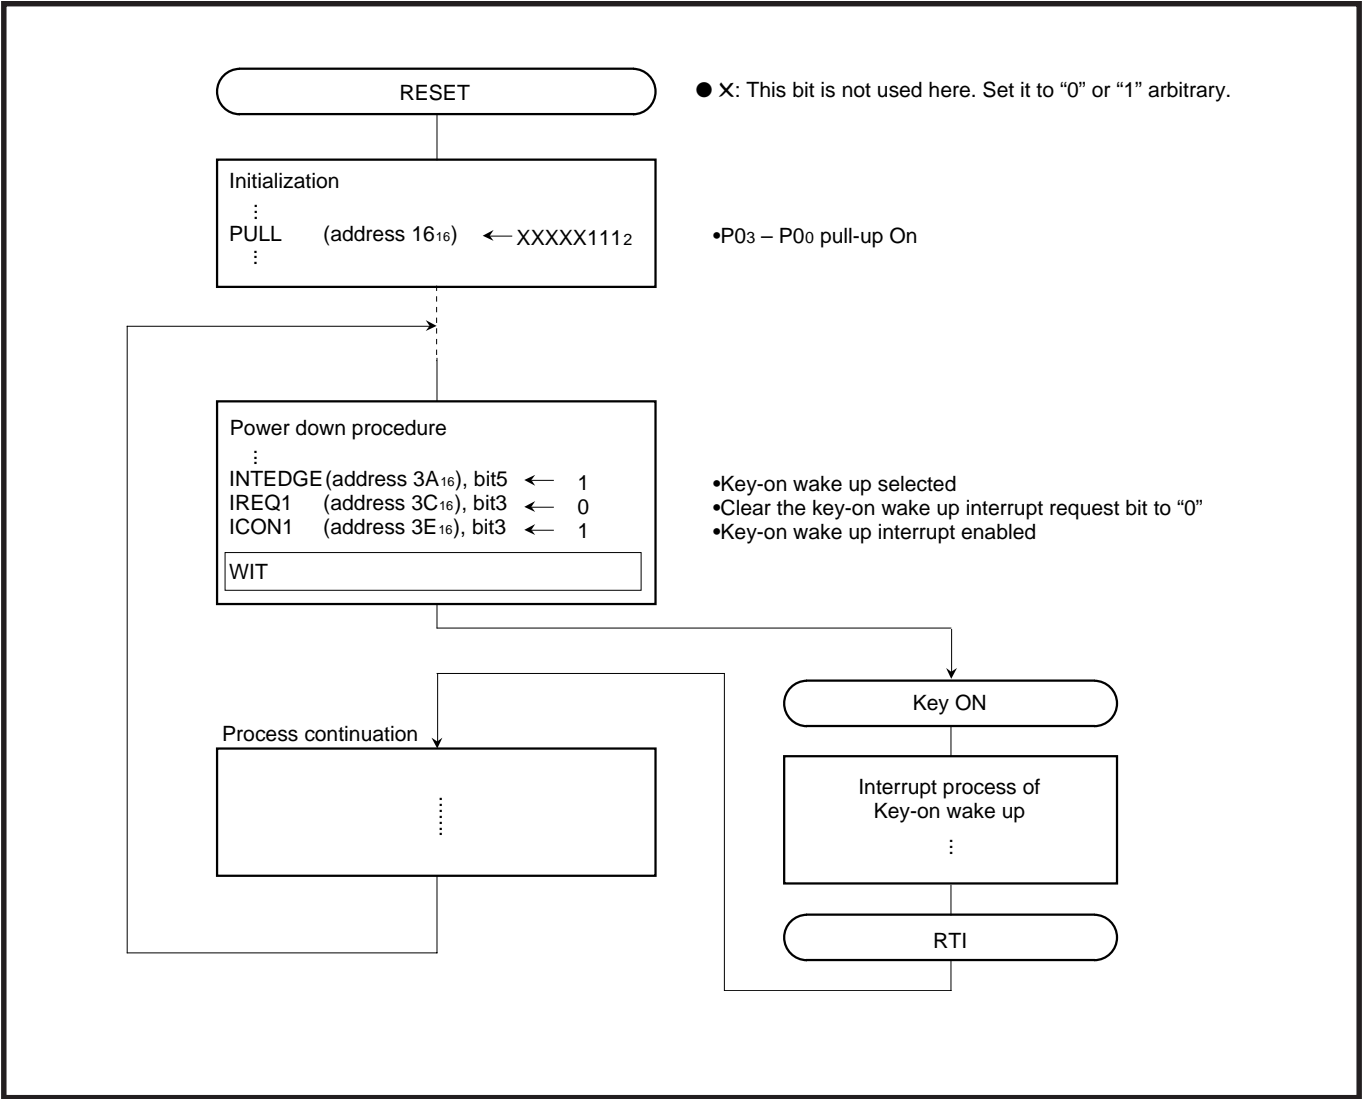 RESET
● X: This bit is not used here. Set it to “0” or “1” arbitrary.
Initialization
⋮
PULL (address 16₁₆) ← XXXXX111₂
•P0₃ – P0₀ pull-up On
⋮
Power down procedure
⋮
INTEDGE (address 3A₁₆), bit5 ← 1
•Key-on wake up selected
IREQ1 (address 3C₁₆), bit3 ← 0
•Clear the key-on wake up interrupt request bit to “0”
ICON1 (address 3E₁₆), bit3 ← 1
•Key-on wake up interrupt enabled
WIT
Key ON
Process continuation
Interrupt process of
Key-on wake up
⋮
RTI